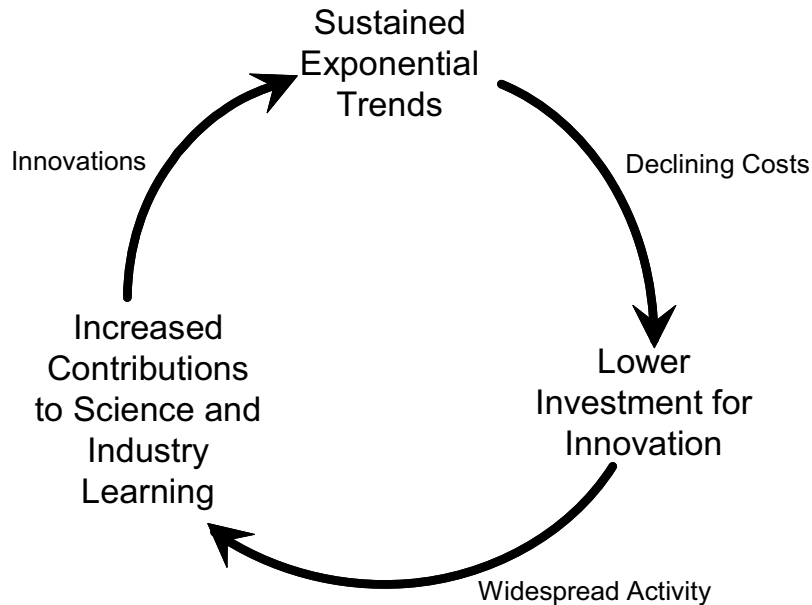 Sustained
Exponential
Trends
Innovations
Declining Costs
Increased
Contributions
to Science and
Industry
Learning
Lower
Investment for
Innovation
Widespread Activity